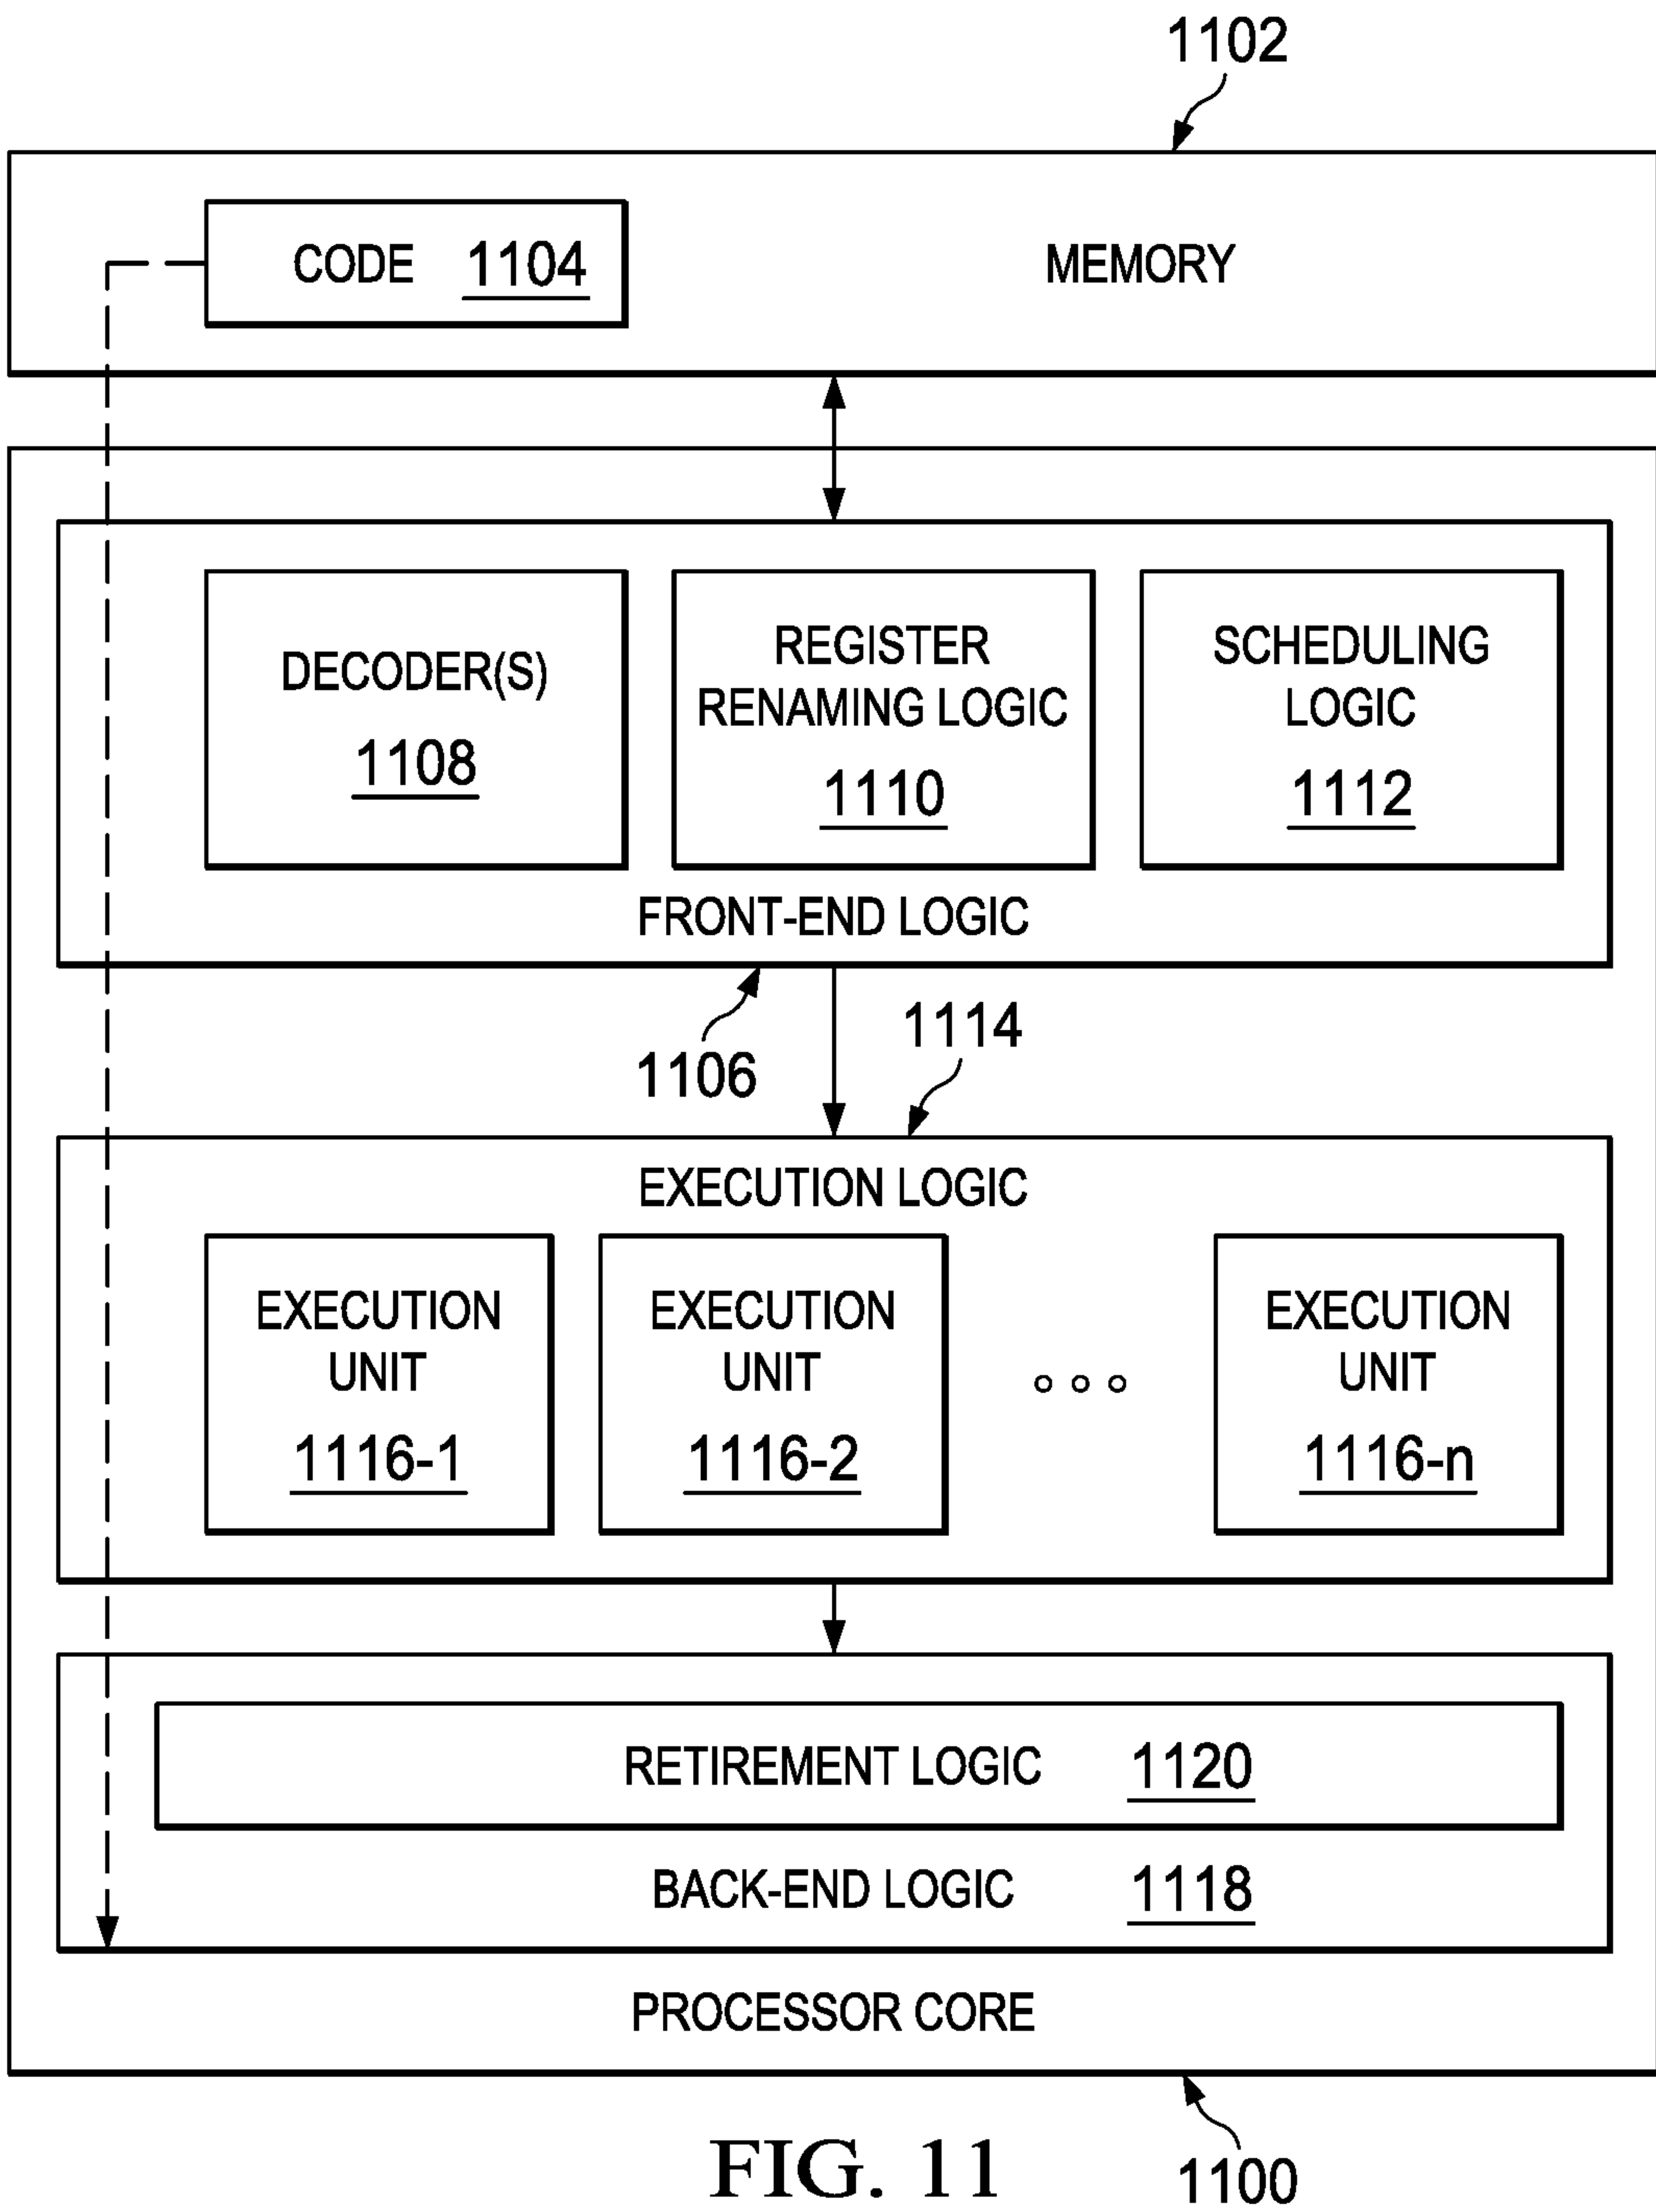 1102
CODE 1104
MEMORY
DECODER(S)
1108
REGISTER
RENAMING LOGIC
1110
SCHEDULING
LOGIC
1112
FRONT-END LOGIC
1106
1114
EXECUTION LOGIC
EXECUTION
UNIT
1116-1
EXECUTION
UNIT
1116-2
EXECUTION
UNIT
1116-n
RETIREMENT LOGIC 1120
BACK-END LOGIC 1118
PROCESSOR CORE
1100
FIG. 11